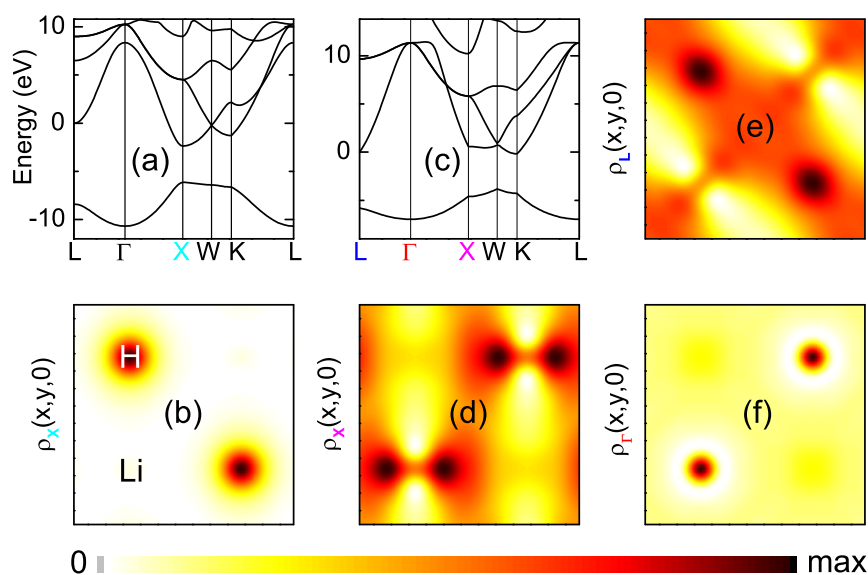 10
0
-10
Energy (eV)
(a)
L Γ X W K L
10
0
(c)
L Γ X W K L
ρL(x,y,0)
(e)
ρX(x,y,0)
H
(b)
Li
ρX(x,y,0)
(d)
ρΓ(x,y,0)
(f)
0 max